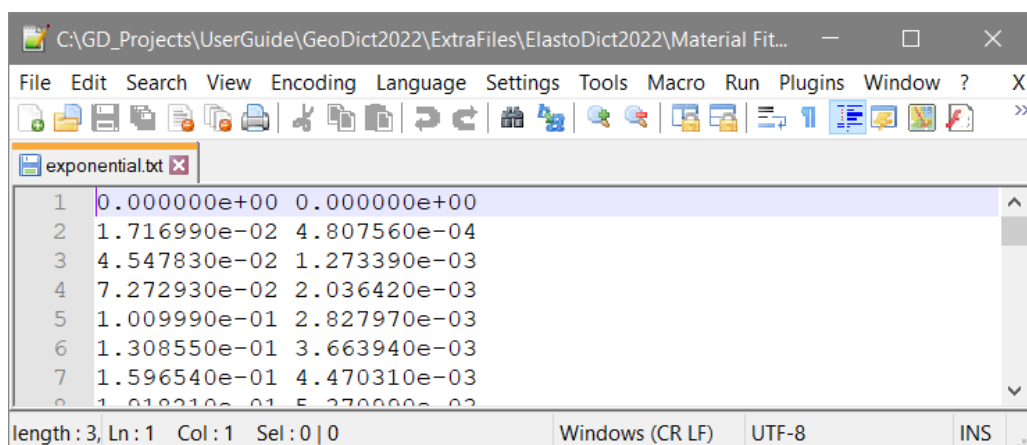 C:\GD_Projects\UserGuide\GeoDict2022\ExtraFiles\ElastoDict2022\Material Fit...
File Edit Search View Encoding Language Settings Tools Macro Run Plugins Window ? X
exponential.txt
1 0.000000e+00 0.000000e+00
2 1.716990e-02 4.807560e-04
3 4.547830e-02 1.273390e-03
4 7.272930e-02 2.036420e-03
5 1.009990e-01 2.827970e-03
6 1.308550e-01 3.663940e-03
7 1.596540e-01 4.470310e-03
length : 3, Ln : 1 Col : 1 Sel : 0 | 0 Windows (CR LF) UTF-8 INS